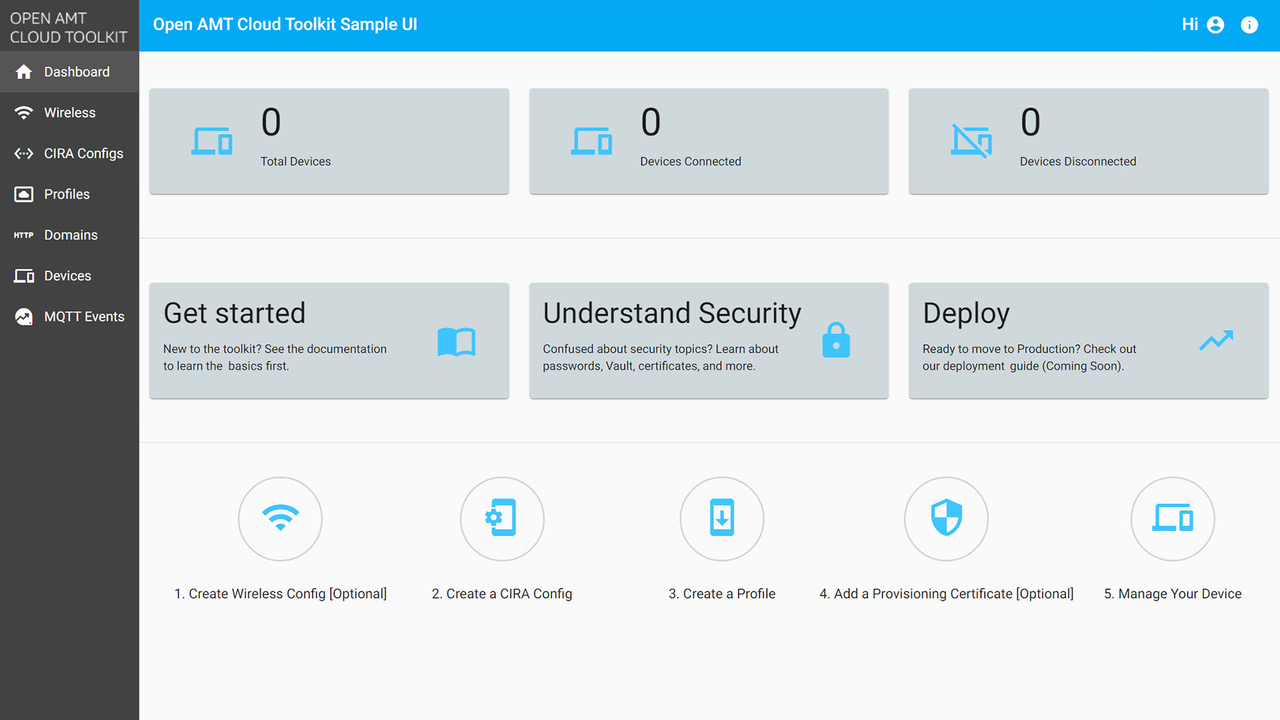 OPEN AMT
CLOUD TOOLKIT
Open AMT Cloud Toolkit Sample UI
Hi
Dashboard
Wireless
CIRA Configs
HTTP Domains
Profiles
Devices
MQTT Events
0
Total Devices
0
Devices Connected
0
Devices Disconnected
Get started
New to the toolkit? See the documentation
to learn the basics first.
Understand Security
Confused about security topics? Learn about
passwords, Vault, certificates, and more.
Deploy
Ready to move to Production? Check out
our deployment guide (Coming Soon).
1. Create Wireless Config [Optional]
2. Create a CIRA Config
3. Create a Profile
4. Add a Provisioning Certificate [Optional]
5. Manage Your Device